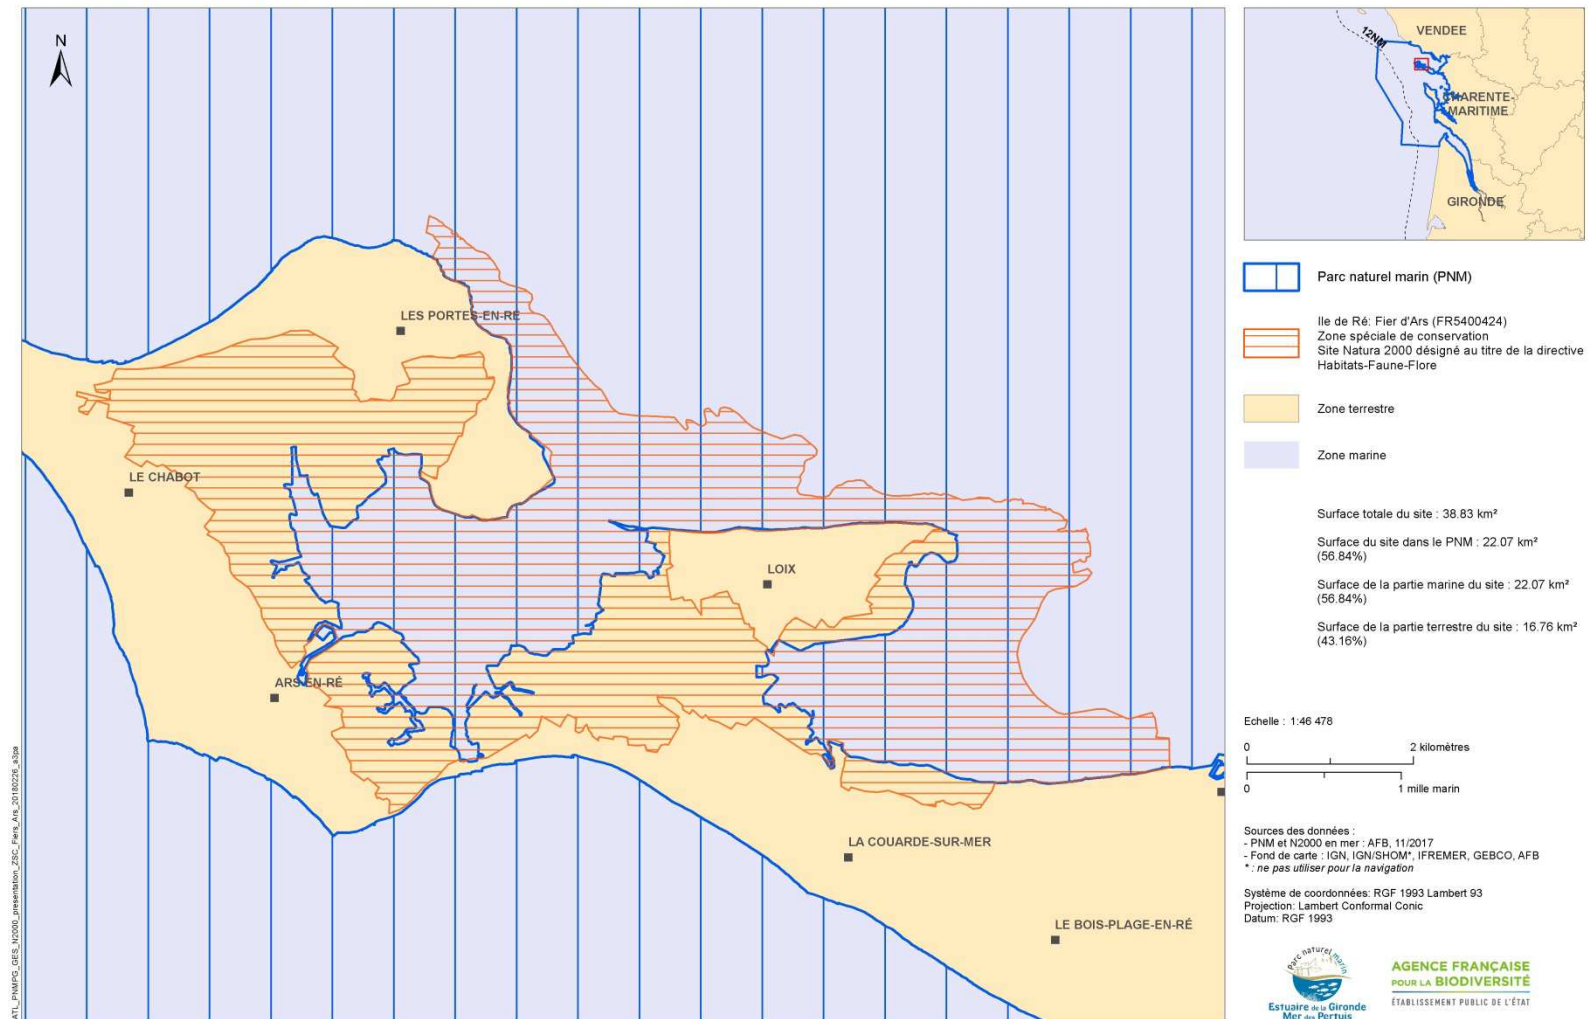 N
LES PORTES-EN-RÉ
LE CHABOT
LOIX
ARS-EN-RÉ
LA COUARDE-SUR-MER
LE BOIS-PLAGE-EN-RÉ
ATL_PNMPG_GES_N2000_presentation_ZSC_Fiers_Ars_20180226_a3pa
VENDEE
12NM
CHARENTE-
MARITIME
GIRONDE
Parc naturel marin (PNM)
Ile de Ré: Fier d'Ars (FR5400424)
Zone spéciale de conservation
Site Natura 2000 désigné au titre de la directive
Habitats-Faune-Flore
Zone terrestre
Zone marine
Surface totale du site : 38.83 km²
Surface du site dans le PNM : 22.07 km²
(56.84%)
Surface de la partie marine du site : 22.07 km²
(56.84%)
Surface de la partie terrestre du site : 16.76 km²
(43.16%)
Echelle : 1:46 478
0 2 kilomètres
0 1 mille marin
Sources des données :
- PNM et N2000 en mer : AFB, 11/2017
- Fond de carte : IGN, IGN/SHOM*, IFREMER, GEBCO, AFB
* : ne pas utiliser pour la navigation
Système de coordonnées: RGF 1993 Lambert 93
Projection: Lambert Conformal Conic
Datum: RGF 1993
Parc naturel marin
Estuaire de la Gironde
Mer des Pertuis
AGENCE FRANÇAISE
POUR LA BIODIVERSITÉ
ÉTABLISSEMENT PUBLIC DE L'ÉTAT